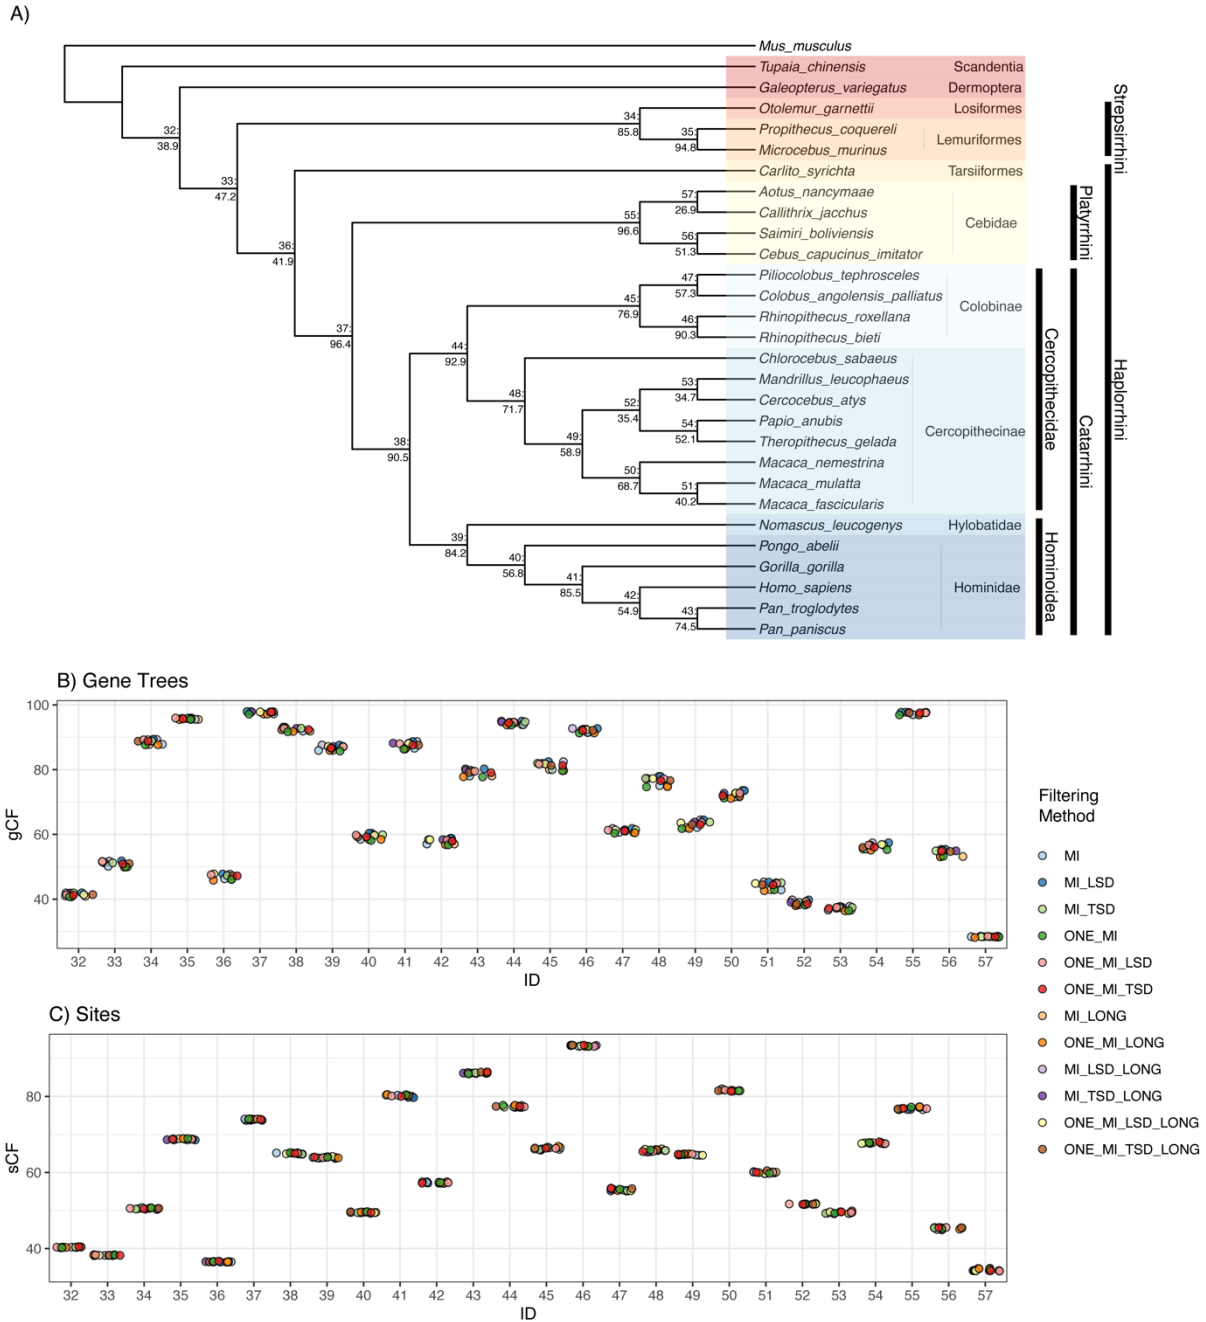 A)
Mus_musculus
Tupaia_chinensis Scandentia
Galeopterus_variegatus Dermoptera
Otolemur_garnettii Losiformes
Propithecus_coquereli
Lemuriformes
Microcebus_murinus
Carlito_syrichta Tarsiiformes
Aotus_nancymaae
Callithrix_jacchus
Cebidae
Saimiri_boliviensis
Cebus_capucinus_imitator
Piliocolobus_tephrosceles
Colobus_angolensis_palliatus
Colobinae
Rhinopithecus_roxellana
Rhinopithecus_bieti
Chlorocebus_sabaeus
Mandrillus_leucophaeus
Cercocebus_atys
Papio_anubis
Cercopithecinae
Theropithecus_gelada
Macaca_nemestrina
Macaca_mulatta
Macaca_fascicularis
Nomascus_leucogenys Hylobatidae
Pongo_abelii
Gorilla_gorilla
Homo_sapiens Hominidae
Pan_troglodytes
Pan_paniscus
Strepsirrhini
Platyrrhini
Haplorrhini
Cercopithecidae
Catarrhini
Hominoidea
32:
38.9
33:
47.2
34:
85.8
35:
94.8
36:
41.9
37:
96.4
38:
90.5
39:
84.2
40:
56.8
41:
85.5
42:
54.9
43:
74.5
44:
92.9
45:
76.9
46:
90.3
47:
57.3
48:
71.7
49:
58.9
50:
68.7
51:
40.2
52:
35.4
53:
34.7
54:
52.1
55:
96.6
56:
51.3
57:
26.9
B) Gene Trees
100
80
60
40
gCF
32 33 34 35 36 37 38 39 40 41 42 43 44 45 46 47 48 49 50 51 52 53 54 55 56 57
ID
C) Sites
80
60
40
sCF
32 33 34 35 36 37 38 39 40 41 42 43 44 45 46 47 48 49 50 51 52 53 54 55 56 57
ID
Filtering
Method
MI
MI_LSD
MI_TSD
ONE_MI
ONE_MI_LSD
ONE_MI_TSD
MI_LONG
ONE_MI_LONG
MI_LSD_LONG
MI_TSD_LONG
ONE_MI_LSD_LONG
ONE_MI_TSD_LONG